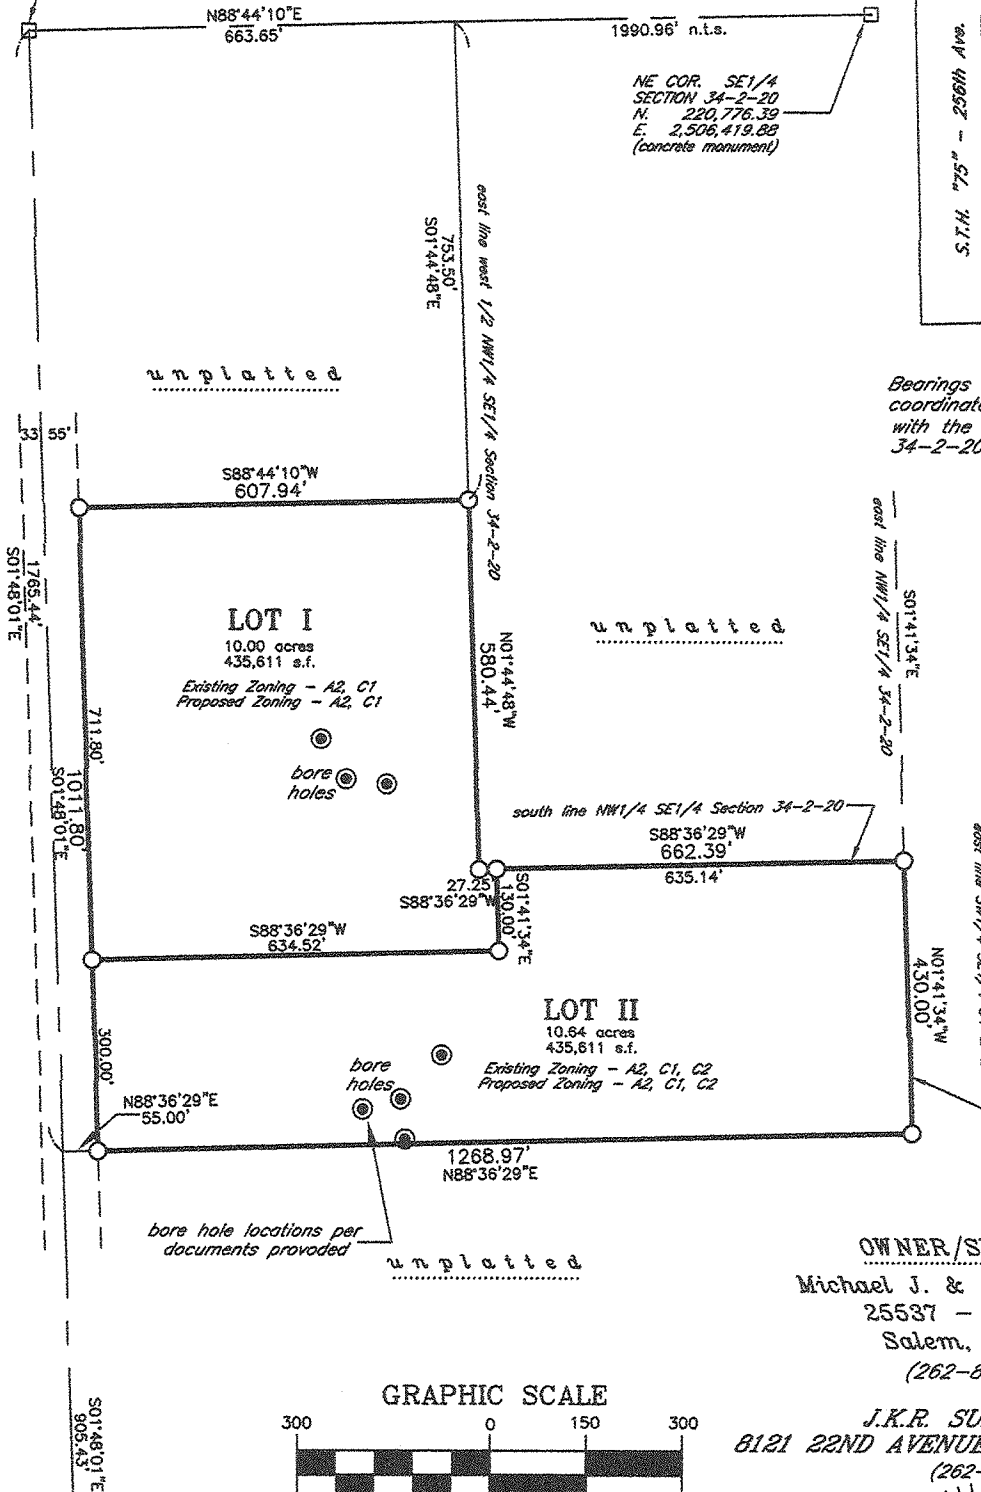 N88°44'10"E
663.65'
1990.96' n.t.s.
NE COR. SE1/4
SECTION 34-2-20
N. 220,776.39
E. 2,506,419.88
(concrete monument)
S.T.H. "75" - 256th Ave.
753.50'
S01°44'48"E
east line west 1/2 NW1/4 SE1/4 Section 34-2-20
unplatted
Bearings
coordinate
with the
34-2-20
33' 55'
S88°44'10"W
607.94'
1765.44'
S01°48'01"E
LOT I
10.00 acres
435,611 s.f.
Existing Zoning - A2, C1
Proposed Zoning - A2, C1
bore
holes
N01°44'48"W
580.44'
unplatted
S01°41'34"E
east line NW1/4 SE1/4 34-2-20
711.80'
1011.80'
S01°48'01"E
south line NW1/4 SE1/4 Section 34-2-20
S88°36'29"W
662.39'
635.14'
27.25'
S88°36'29"W
S01°41'34"E
130.00'
S88°36'29"W
634.52'
N01°41'34"W
430.00'
LOT II
10.64 acres
435,611 s.f.
Existing Zoning - A2, C1, C2
Proposed Zoning - A2, C1, C2
bore
holes
300.00'
N88°36'29"E
55.00'
1268.97'
N88°36'29"E
bore hole locations per
documents provoded
unplatted
OWNER/S
Michael J. &
25537 -
Salem,
(262-8
GRAPHIC SCALE
300 0 150 300
J.K.R. SU
8121 22ND AVENUE
(262-
S01°48'01"E
905.43'